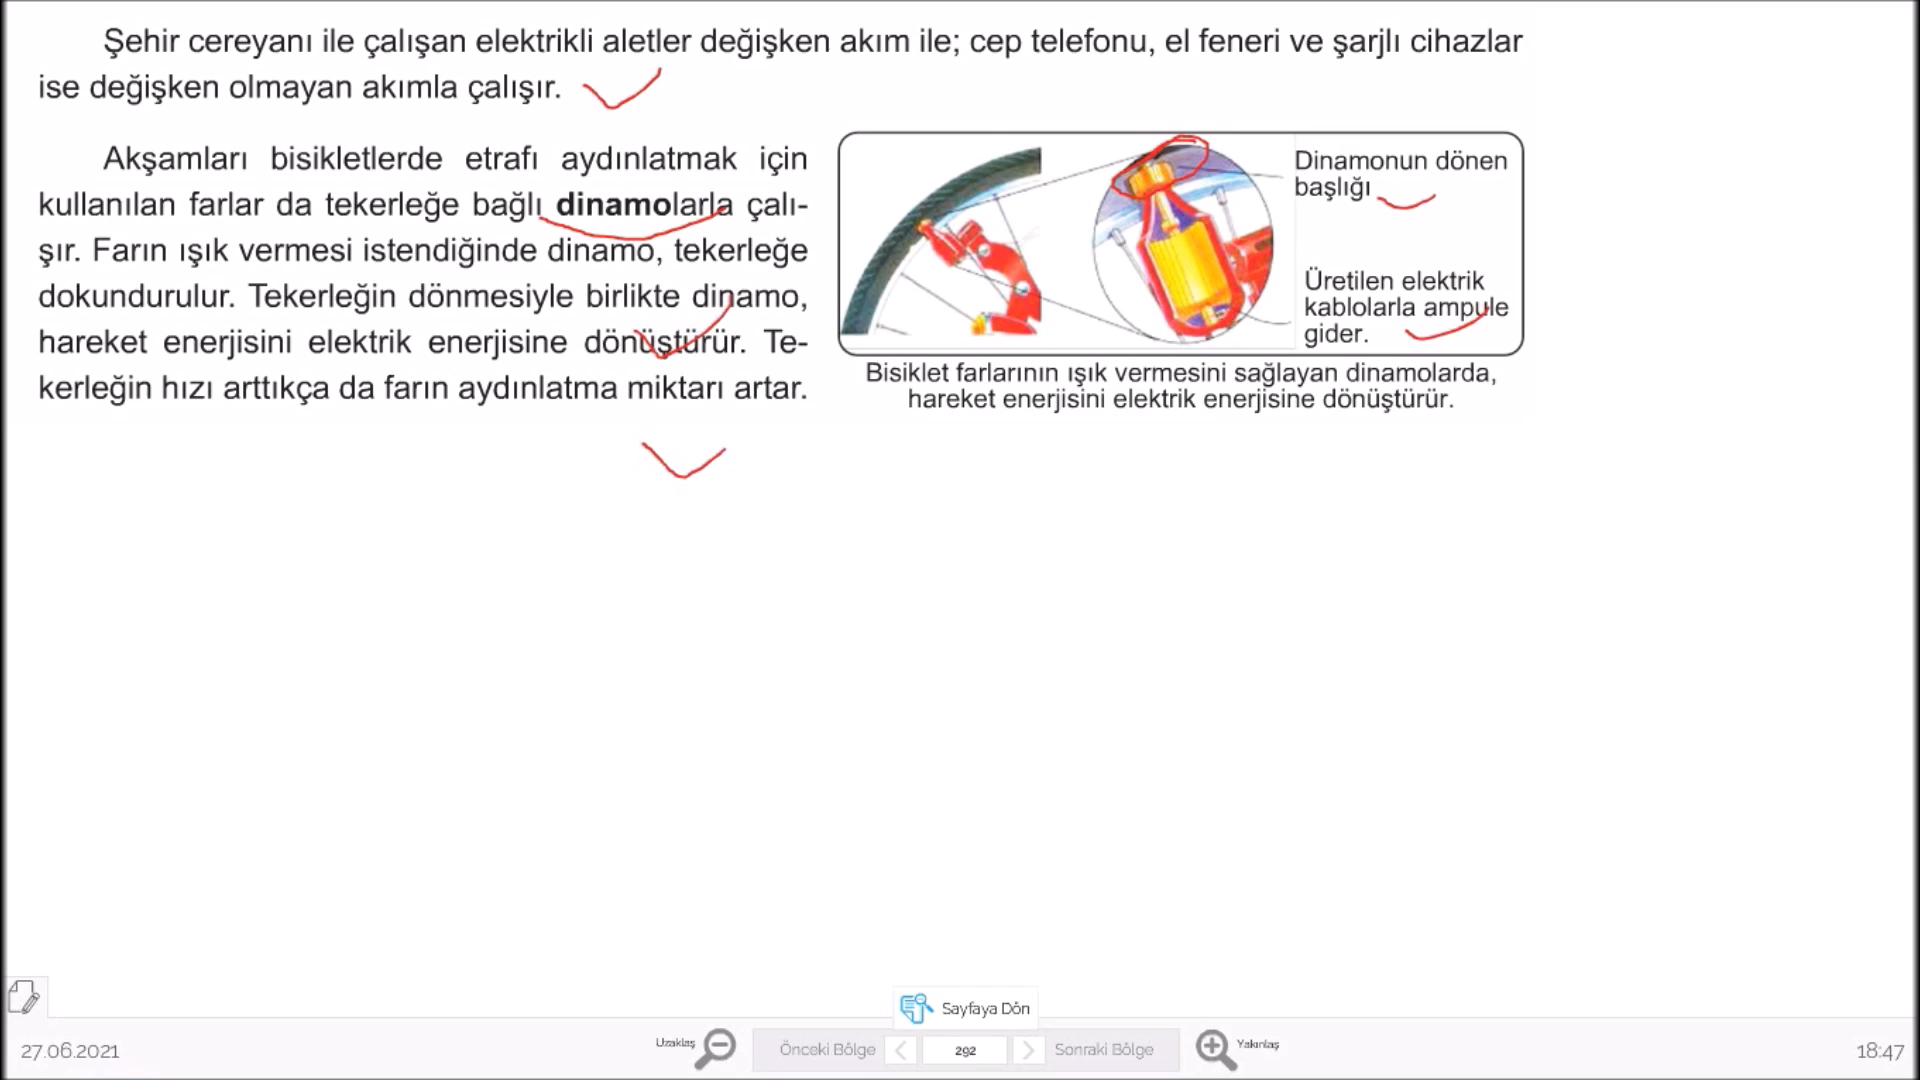 Şehir cereyanı ile çalışan elektrikli aletler değişken akım ile; cep telefonu, el feneri ve şarjlı cihazlar
ise değişken olmayan akımla çalışır.
Akşamları bisikletlerde etrafı aydınlatmak için
kullanılan farlar da tekerleğe bağlı dinamolarla çalı-
şır. Farın ışık vermesi istendiğinde dinamo, tekerleğe
dokundurulur. Tekerleğin dönmesiyle birlikte dinamo,
hareket enerjisini elektrik enerjisine dönüştürür. Te-
kerleğin hızı arttıkça da farın aydınlatma miktarı artar.
Dinamonun dönen
başlığı
Üretilen elektrik
kablolarla ampule
gider.
Bisiklet farlarının ışık vermesini sağlayan dinamolarda,
hareket enerjisini elektrik enerjisine dönüştürür.
Sayfaya Dön
27.06.2021
Uzaklaş
Önceki Bölge
292
Sonraki Bölge
Yakınlaş
18:47